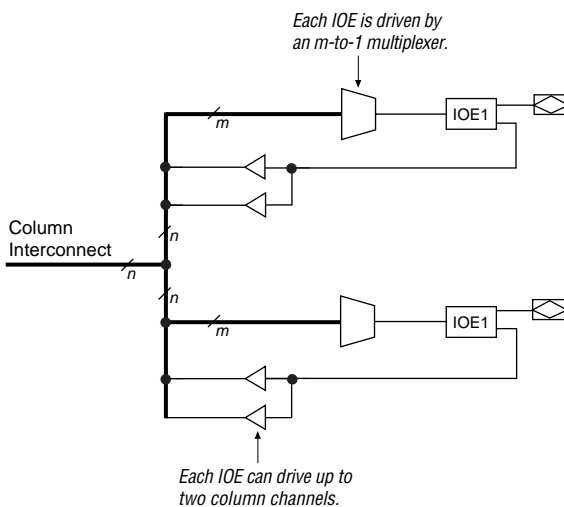 Each IOE is driven by
an m-to-1 multiplexer.
m
IOE1
Column
Interconnect
n
n
n
m
IOE1
Each IOE can drive up to
two column channels.